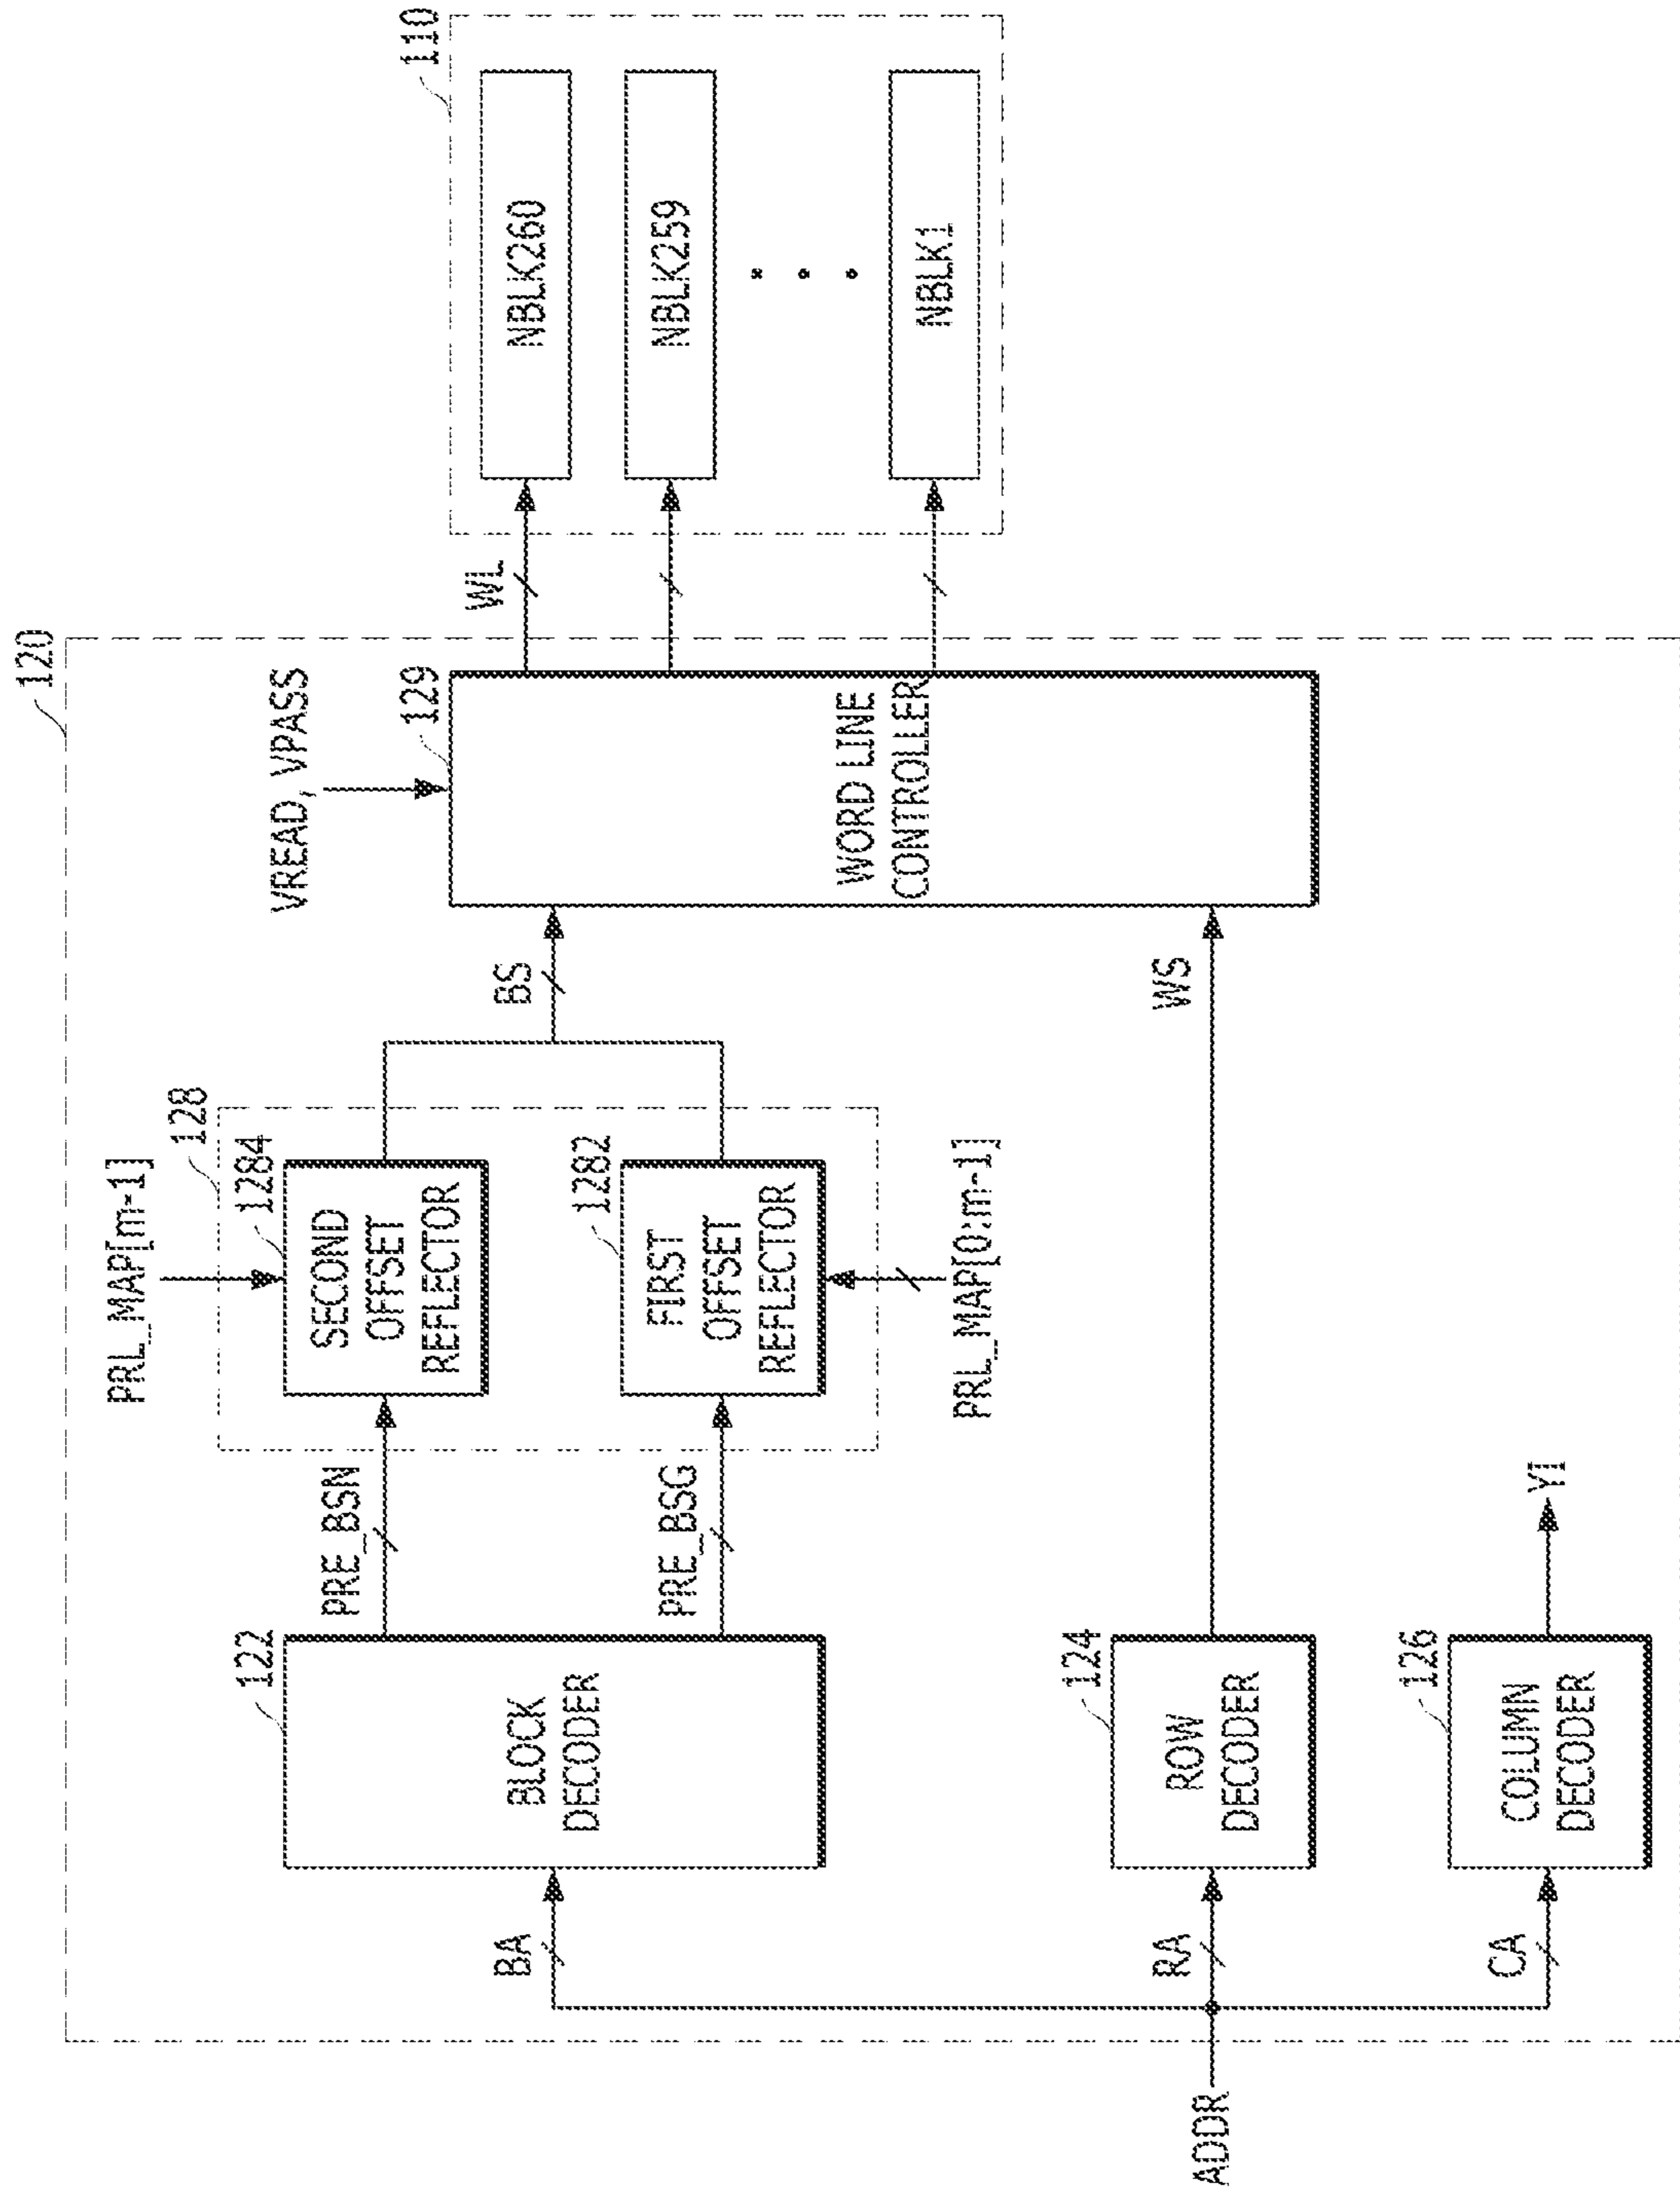 120
110
ADDR
BA
RA
CA
122
BLOCK
DECODER
124
ROW
DECODER
126
COLUMN
DECODER
YI
PRE_BSN
PRE_BSG
PRL_MAP[m-1]
128
1284
SECOND
OFFSET
REFLECTOR
1282
FIRST
OFFSET
REFLECTOR
PRL_MAP[0:m-1]
BS
WS
VREAD, VPASS
129
WORD LINE
CONTROLLER
WL
NBLK260
NBLK259
NBLK1